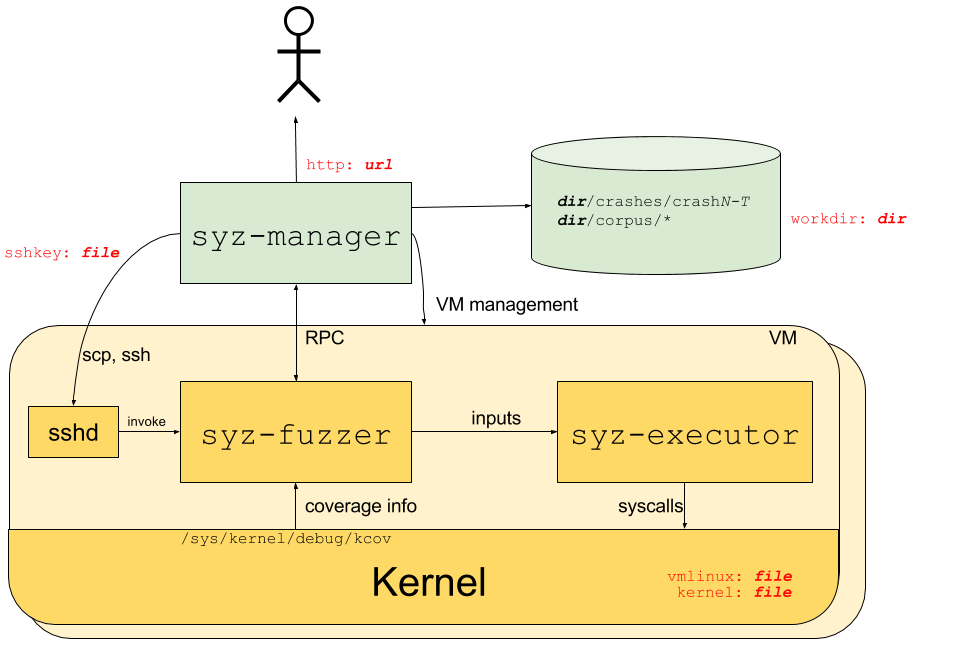 http: url
dir/crashes/crashN-T
dir/corpus/*
workdir: dir
syz-manager
sshkey: file
VM management
RPC
VM
scp, ssh
sshd
invoke
syz-fuzzer
inputs
syz-executor
coverage info
syscalls
/sys/kernel/debug/kcov
Kernel
vmlinux: file
kernel: file